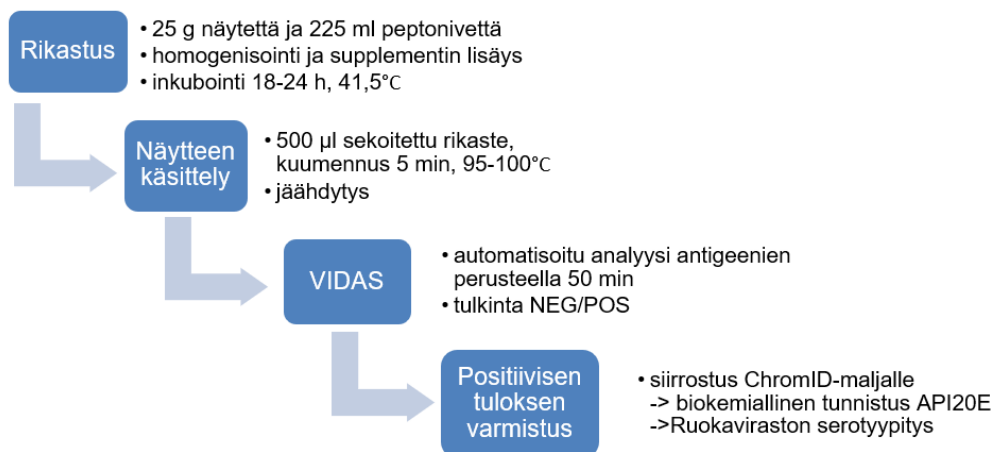 Rikastus
• 25 g näytettä ja 225 ml peptonivettä
• homogenisointi ja supplementin lisäys
• inkubointi 18-24 h, 41,5°C
Näytteen
käsittely
• 500 µl sekoitettu rikaste,
kuumennus 5 min, 95-100°C
• jäähdytys
VIDAS
• automatisoitu analyysi antigeenien
perusteella 50 min
• tulkinta NEG/POS
Positiivisen
tuloksen
varmistus
• siirrostus ChromID-maljalle
-> biokemiallinen tunnistus API20E
->Ruokaviraston serotyypitys